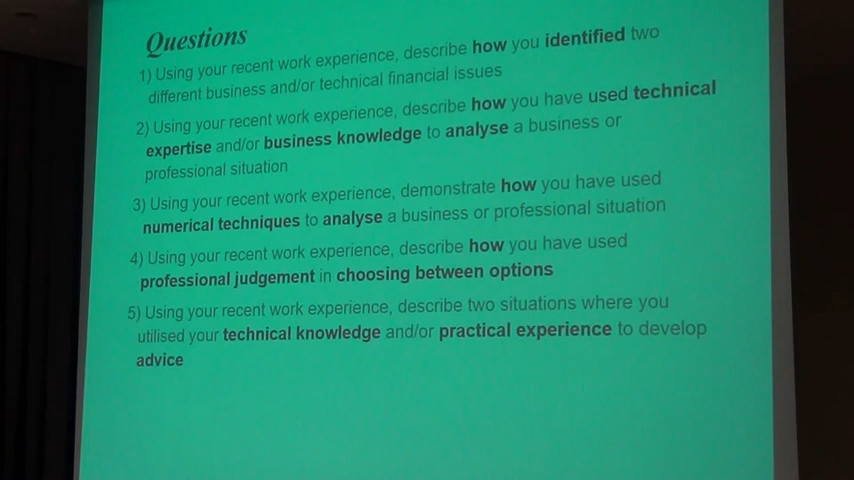 Questions
1) Using your recent work experience, describe how you identified two
different business and/or technical financial issues
2) Using your recent work experience, describe how you have used technical
expertise and/or business knowledge to analyse a business or
professional situation
3) Using your recent work experience, demonstrate how you have used
numerical techniques to analyse a business or professional situation
4) Using your recent work experience, describe how you have used
professional judgement in choosing between options
5) Using your recent work experience, describe two situations where you
utilised your technical knowledge and/or practical experience to develop
advice